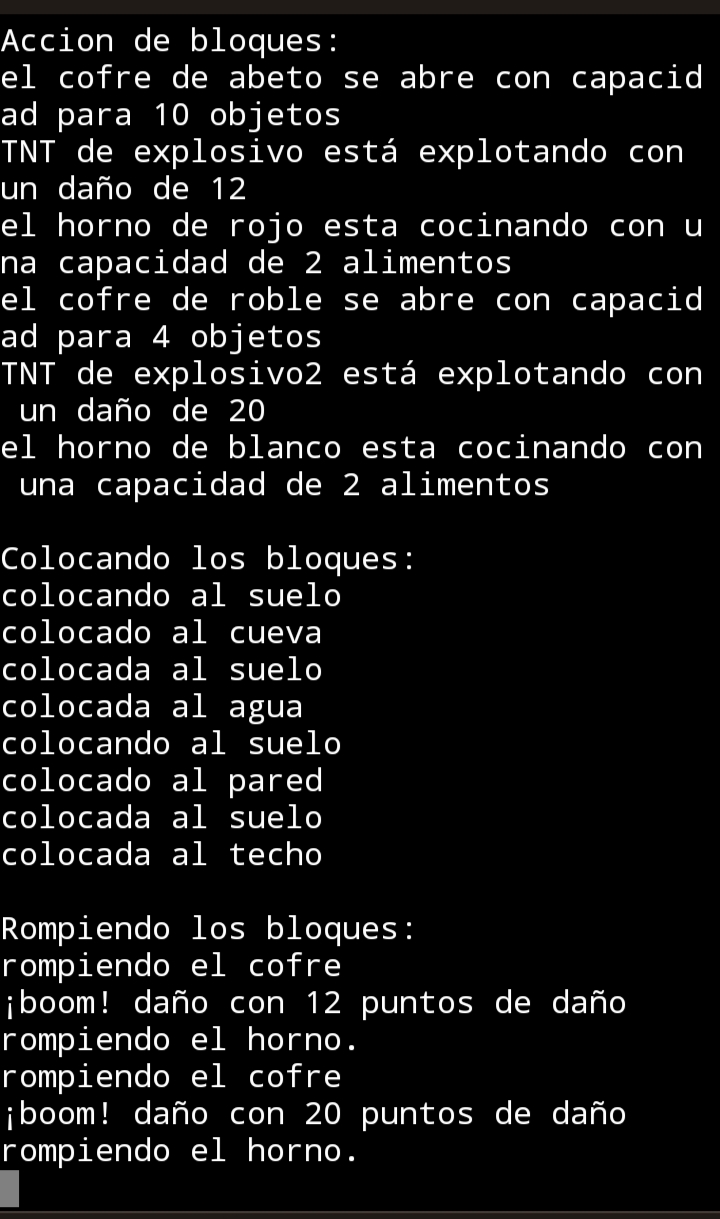 Accion de bloques:
el cofre de abeto se abre con capacid
ad para 10 objetos
TNT de explosivo está explotando con
un daño de 12
el horno de rojo esta cocinando con u
na capacidad de 2 alimentos
el cofre de roble se abre con capacid
ad para 4 objetos
TNT de explosivo2 está explotando con
 un daño de 20
el horno de blanco esta cocinando con
 una capacidad de 2 alimentos

Colocando los bloques:
colocando al suelo
colocado al cueva
colocada al suelo
colocada al agua
colocando al suelo
colocado al pared
colocada al suelo
colocada al techo

Rompiendo los bloques:
rompiendo el cofre
¡boom! daño con 12 puntos de daño
rompiendo el horno.
rompiendo el cofre
¡boom! daño con 20 puntos de daño
rompiendo el horno.